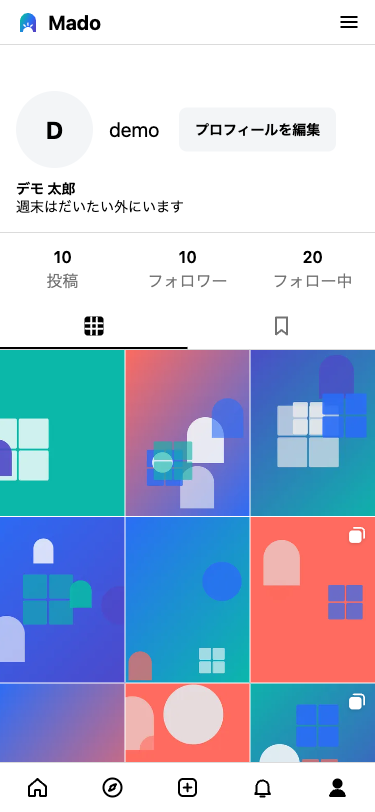 Mado
D
demo
プロフィールを編集
デモ 太郎
週末はだいたい外にいます
10
10
20
投稿
フォロワー
フォロー中